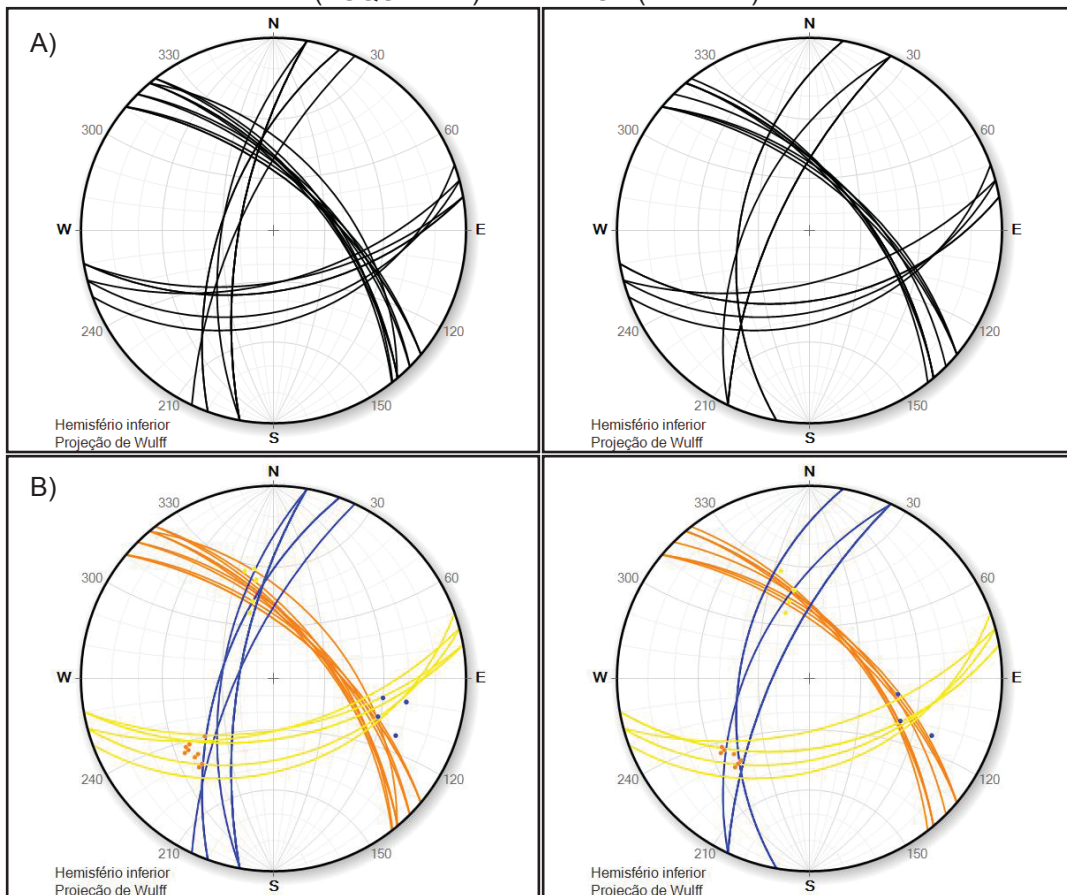 A)
N
330
30
300
60
W
E
240
120
210
150
S
Hemisfério inferior
Projeção de Wulff
N
330
30
300
60
W
E
240
120
210
150
S
Hemisfério inferior
Projeção de Wulff
B)
N
330
30
300
60
W
E
240
120
210
150
S
Hemisfério inferior
Projeção de Wulff
N
330
30
300
60
W
E
240
120
210
150
S
Hemisfério inferior
Projeção de Wulff